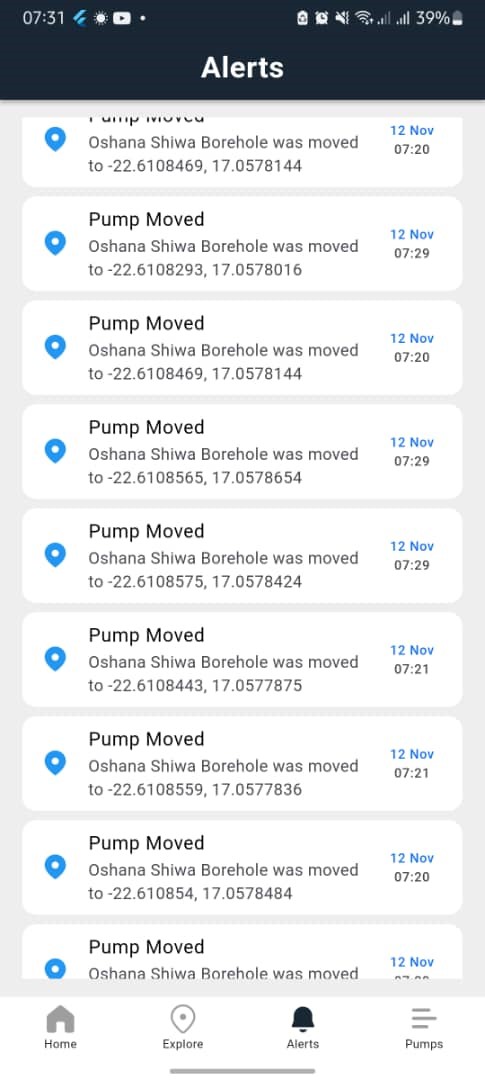 07:31
39%
Alerts
Pump Moved
Oshana Shiwa Borehole was moved
to -22.6108469, 17.0578144
12 Nov
07:20
Pump Moved
Oshana Shiwa Borehole was moved
to -22.6108293, 17.0578016
12 Nov
07:29
Pump Moved
Oshana Shiwa Borehole was moved
to -22.6108469, 17.0578144
12 Nov
07:20
Pump Moved
Oshana Shiwa Borehole was moved
to -22.6108565, 17.0578654
12 Nov
07:29
Pump Moved
Oshana Shiwa Borehole was moved
to -22.6108575, 17.0578424
12 Nov
07:29
Pump Moved
Oshana Shiwa Borehole was moved
to -22.6108443, 17.0577875
12 Nov
07:21
Pump Moved
Oshana Shiwa Borehole was moved
to -22.6108559, 17.0577836
12 Nov
07:21
Pump Moved
Oshana Shiwa Borehole was moved
to -22.610854, 17.0578484
12 Nov
07:20
Pump Moved
Oshana Shiwa Borehole was moved
12 Nov
Home
Explore
Alerts
Pumps